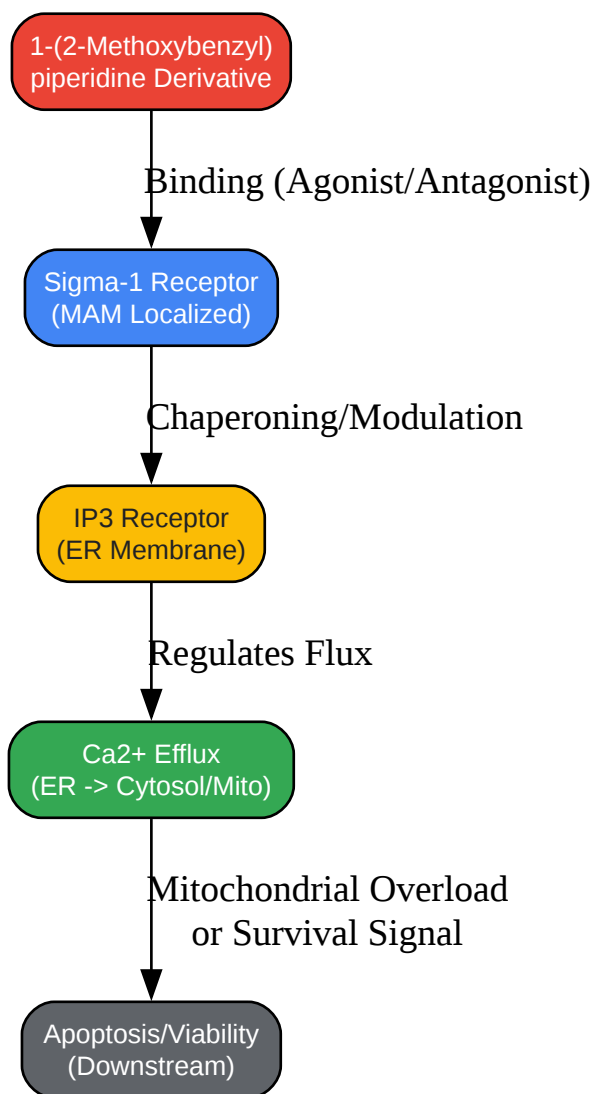 1-(2-Methoxybenzyl)
piperidine Derivative
Binding (Agonist/Antagonist)
Sigma-1 Receptor
(MAM Localized)
Chaperoning/Modulation
IP3 Receptor
(ER Membrane)
Regulates Flux
Ca2+ Efflux
(ER -> Cytosol/Mito)
Mitochondrial Overload
or Survival Signal
Apoptosis/Viability
(Downstream)